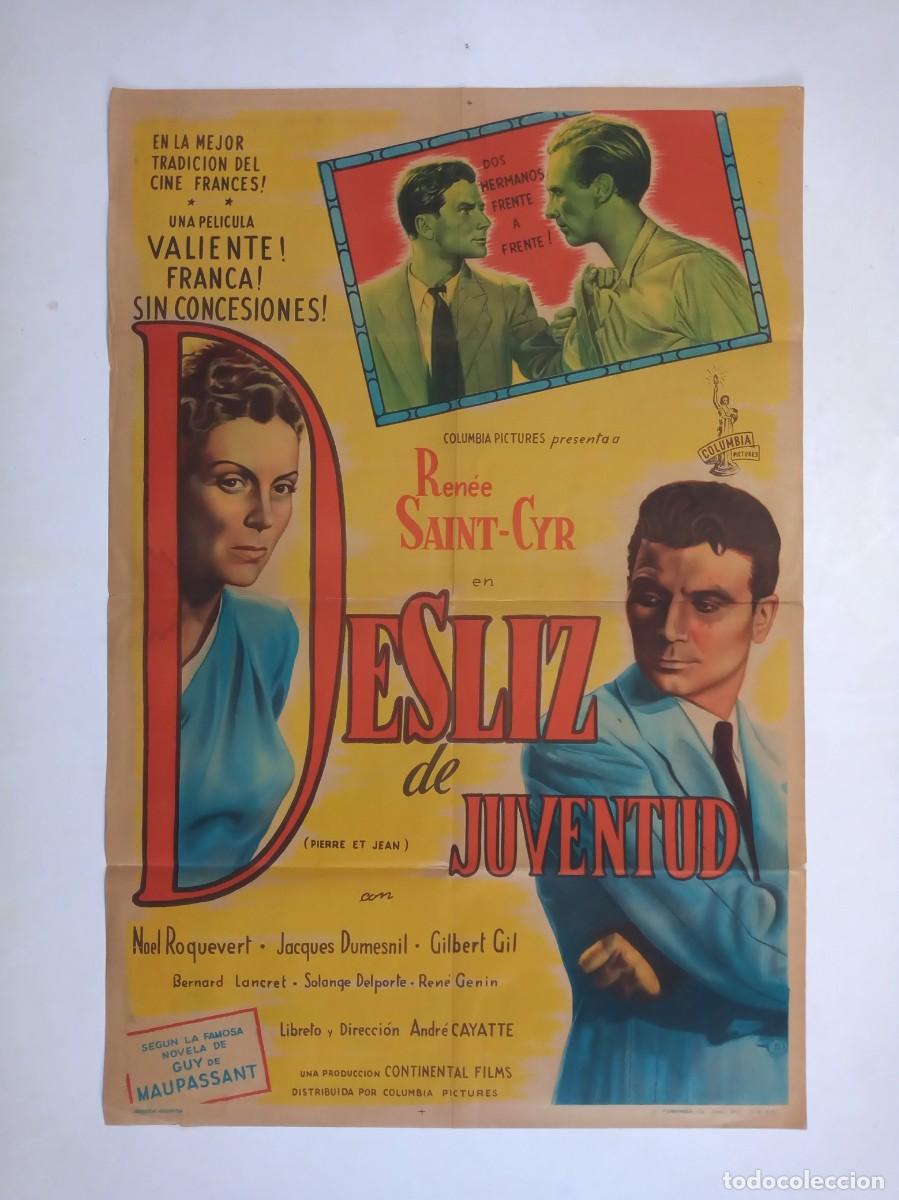 EN LA MEJOR
TRADICION DEL
CINE FRANCES!
UNA PELICULA
VALIENTE!
FRANCA!
SIN CONCESIONES!
DOS
HERMANOS
FRENTE
A
FRENTE!
COLUMBIA
PICTURES
COLUMBIA PICTURES presenta a
Renée
SAINT-CYR
en
DESLIZ
de
JUVENTUD
(PIERRE ET JEAN)
con
Noel Roquevert • Jacques Dumesnil • Gilbert Gil
Bernard Lancret • Solange Delporte • René Genin
Libreto y Dirección André CAYATTE
SEGUN LA FAMOSA
NOVELA DE
GUY DE
MAUPASSANT
UNA PRODUCCION CONTINENTAL FILMS
DISTRIBUIDA POR COLUMBIA PICTURES
todocoleccion